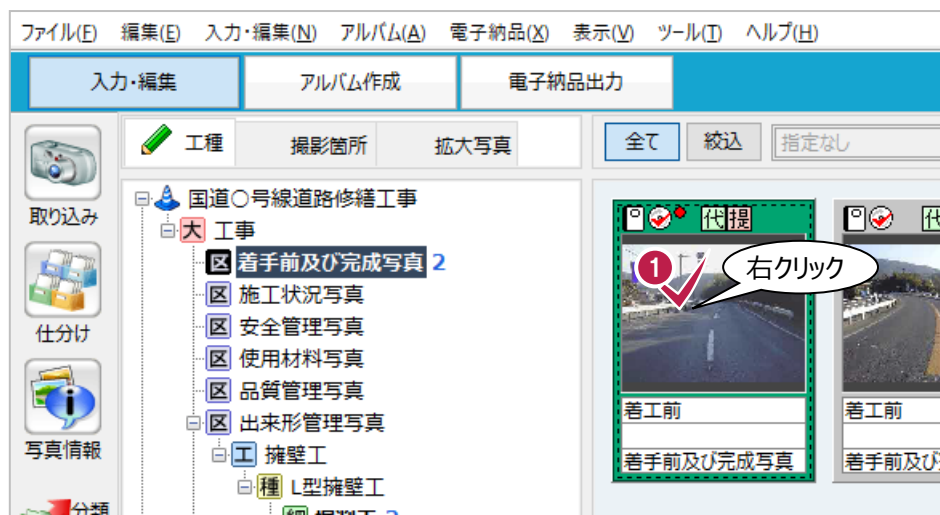 ファイル(F) 編集(E) 入力・編集(N) アルバム(A) 電子納品(X) 表示(V) ツール(T) ヘルプ(H)
入力・編集 アルバム作成 電子納品出力
工種 撮影箇所 拡大写真 全て 絞込 指定なし
取り込み
仕分け
写真情報
分類
国道○号線道路修繕工事
大 工事
区 着手前及び完成写真 2
区 施工状況写真
区 安全管理写真
区 使用材料写真
区 品質管理写真
区 出来形管理写真
工 擁壁工
種 L型擁壁工
代 提
1 右クリック
着工前
着手前及び完成写真
代
着工前
着手前及び